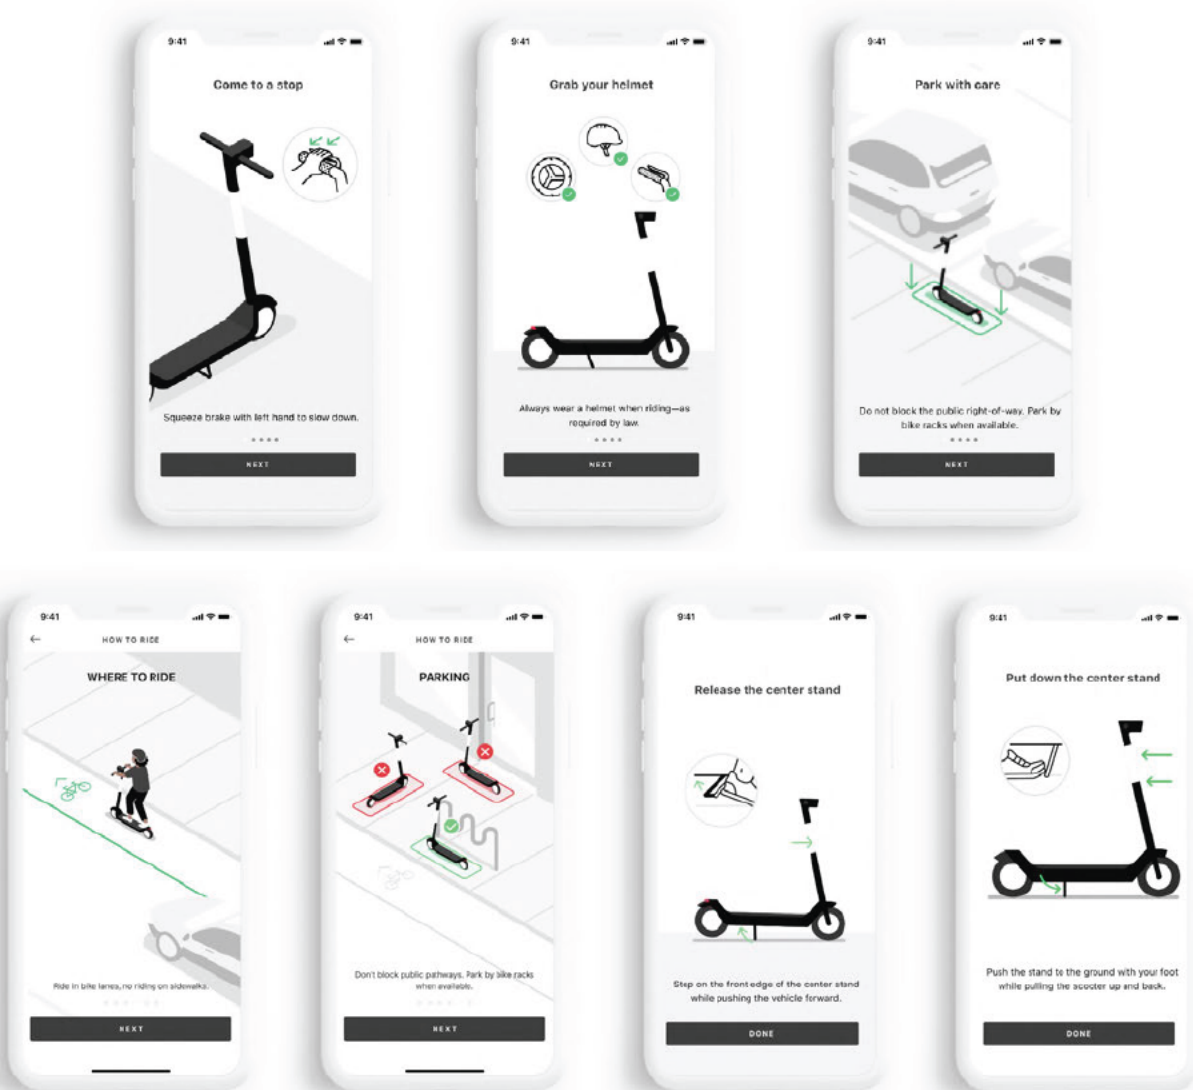 9:41
Come to a stop
Squeeze brake with left hand to slow down.
NEXT
9:41
Grab your helmet
Always wear a helmet when riding—as
required by law.
NEXT
9:41
Park with care
Do not block the public right-of-way. Park by
bike racks when available.
NEXT
9:41
HOW TO RIDE
WHERE TO RIDE
Ride in bike lanes, no riding on sidewalks.
NEXT
9:41
HOW TO RIDE
PARKING
Don't block public pathways. Park by bike racks
when available.
NEXT
9:41
Release the center stand
Step on the front edge of the center stand
while pushing the vehicle forward.
DONE
9:41
Put down the center stand
Push the stand to the ground with your foot
while pulling the scooter up and back.
DONE